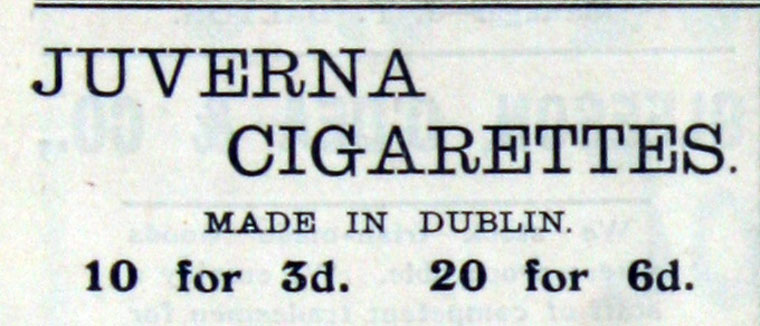 JUVERNA
CIGARETTES.
MADE IN DUBLIN.
10 for 3d. 20 for 6d.